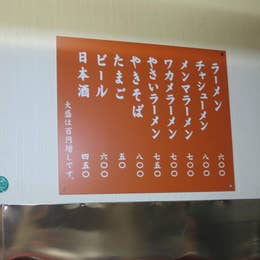 ラーメン 六〇〇
チャシューメン 八〇〇
メンマラーメン 七〇〇
ワカメラーメン 七〇〇
やさいラーメン 七五〇
やきそば 八〇〇
たまご 五〇
ビール 六〇〇
日本酒 四五〇
大盛は百円増しです。